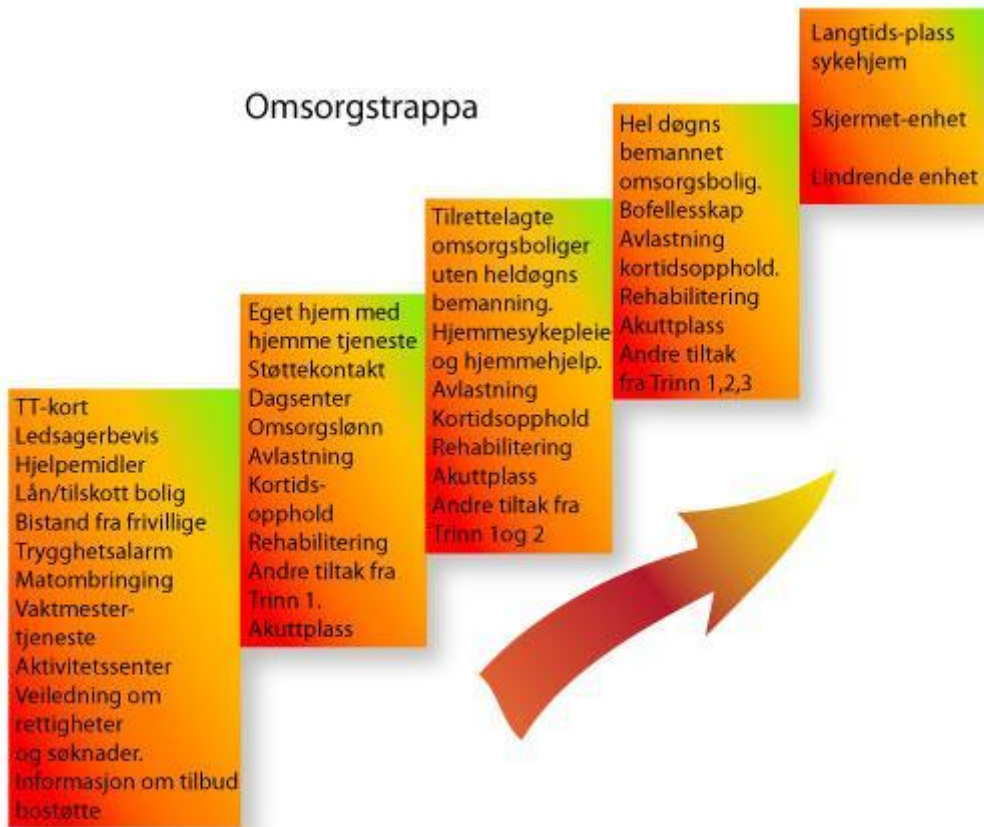 Omsorgstrappa
TT-kort
Ledsagerbevis
Hjelpemidler
Lån/tilskott bolig
Bistand fra frivillige
Trygghetsalarm
Matombringing
Vaktmester-
tjeneste
Aktivitetssenter
Veiledning om
rettigheter
og søknader.
Informasjon om tilbud
bostøtte
Eget hjem med
hjemme tjeneste
Støttekontakt
Dagsenter
Omsorgslønn
Avlastning
Kortids-
opphold
Rehabilitering
Andre tiltak fra
Trinn 1.
Akuttplass
Tilrettelagte
omsorgsboliger
uten heldøgns
bemanning.
Hjemmesykepleie
og hjemmehjelp.
Avlastning
Kortidsopphold
Rehabilitering
Akuttplass
Andre tiltak fra
Trinn 1og 2
Hel døgns
bemannet
omsorgsbolig.
Bofellesskap
Avlastning
kortidsopphold.
Rehabilitering
Akuttplass
Andre tiltak
fra Trinn 1,2,3
Langtids-plass
sykehjem
Skjermet-enhet
Lindrende enhet